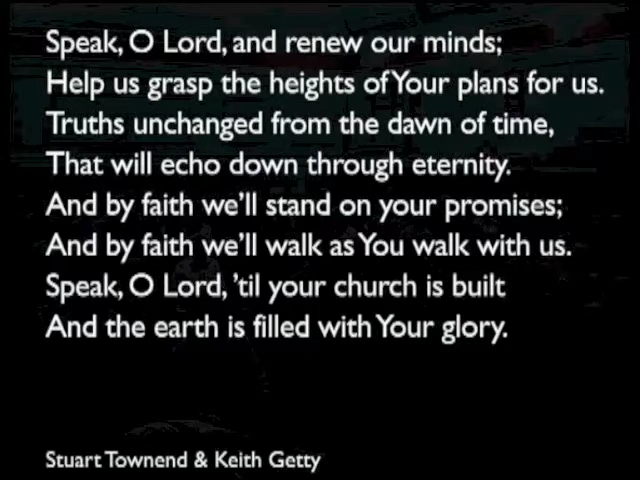 Speak, O Lord, and renew our minds;
Help us grasp the heights of Your plans for us.
Truths unchanged from the dawn of time,
That will echo down through eternity.
And by faith we'll stand on your promises;
And by faith we'll walk as You walk with us.
Speak, O Lord, 'til your church is built
And the earth is filled with Your glory.
Stuart Townend & Keith Getty